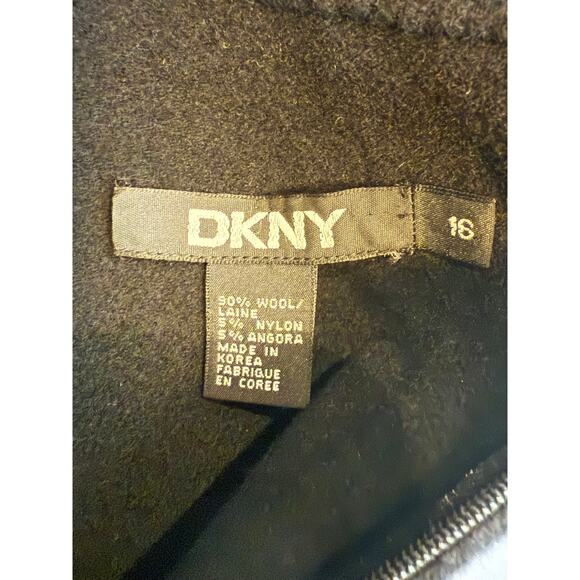 DKNY
16
90% WOOL/
LAINE
5% NYLON
5% ANGORA
MADE IN
KOREA
FABRIQUE
EN COREE